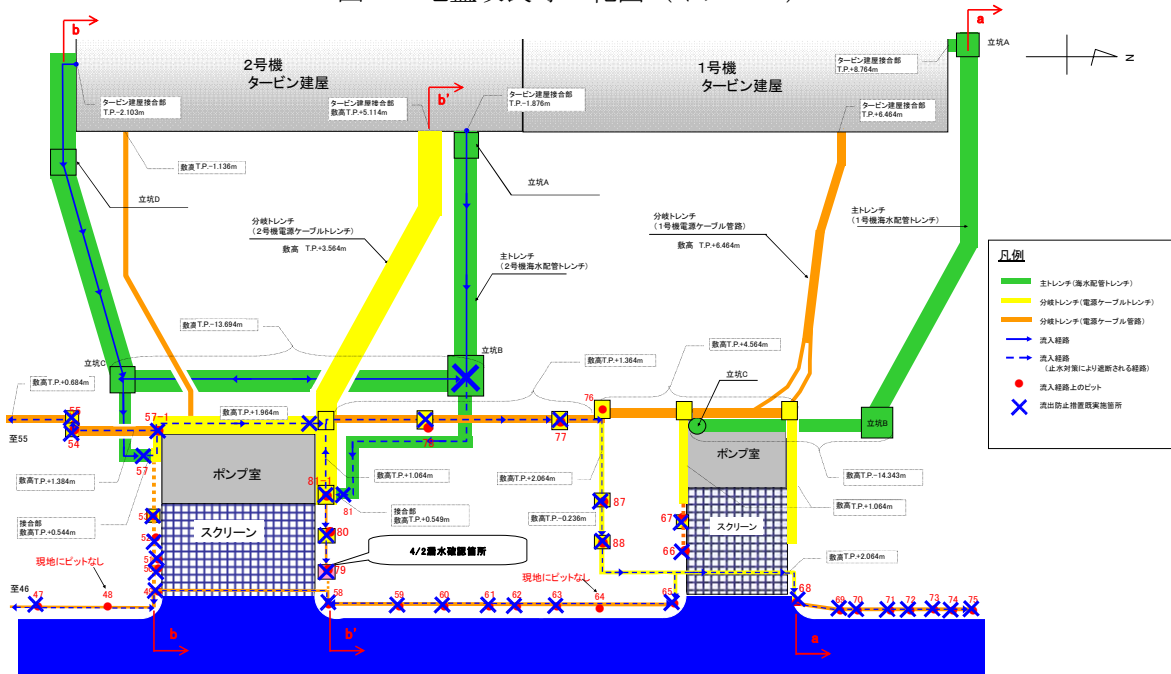 b
a
立坑A
N
2号機
タービン建屋
1号機
タービン建屋
タービン建屋接合部
T.P.+8.764m
タービン建屋接合部
T.P.-2.103m
タービン建屋接合部
敷高T.P.+5.114m
b'
タービン建屋接合部
T.P.-1.876m
タービン建屋接合部
T.P.+6.464m
敷高T.P.-1.136m
立坑D
立坑A
分岐トレンチ
(2号機電源ケーブルトレンチ)
敷高 T.P.+3.564m
主トレンチ
(2号機海水配管トレンチ)
分岐トレンチ
(1号機電源ケーブル管路)
敷高 T.P.+6.464m
主トレンチ
(1号機海水配管トレンチ)
凡例
主トレンチ(海水配管トレンチ)
分岐トレンチ(電源ケーブルトレンチ)
分岐トレンチ(電源ケーブル管路)
流入経路
流入経路
(止水対策により遮断される経路)
流入経路上のピット
流出防止措置既実施箇所
敷高T.P.-13.694m
立坑C
立坑B
敷高T.P.+1.364m
敷高T.P.+4.564m
立坑C
敷高T.P.+0.684m
敷高T.P.+1.964m
55
54
57-1
至55
76
77
78
立坑B
ポンプ室
ポンプ室
57
敷高T.P.+1.384m
敷高T.P.+1.064m
敷高T.P.+2.064m
敷高T.P.-14.343m
81-1
81
87
敷高T.P.+1.064m
接合部
敷高T.P.+0.544m
接合部
敷高T.P.+0.549m
敷高T.P.-0.236m
53
スクリーン
67
スクリーン
52
80
88
66
4/2漏水確認箇所
現地にピットなし
51
50
79
現地にピットなし
敷高T.P.+2.064m
至46
47
48
49
58
59
60
61
62
63
64
65
68
69
70
71
72
73
74
75
b
b'
a